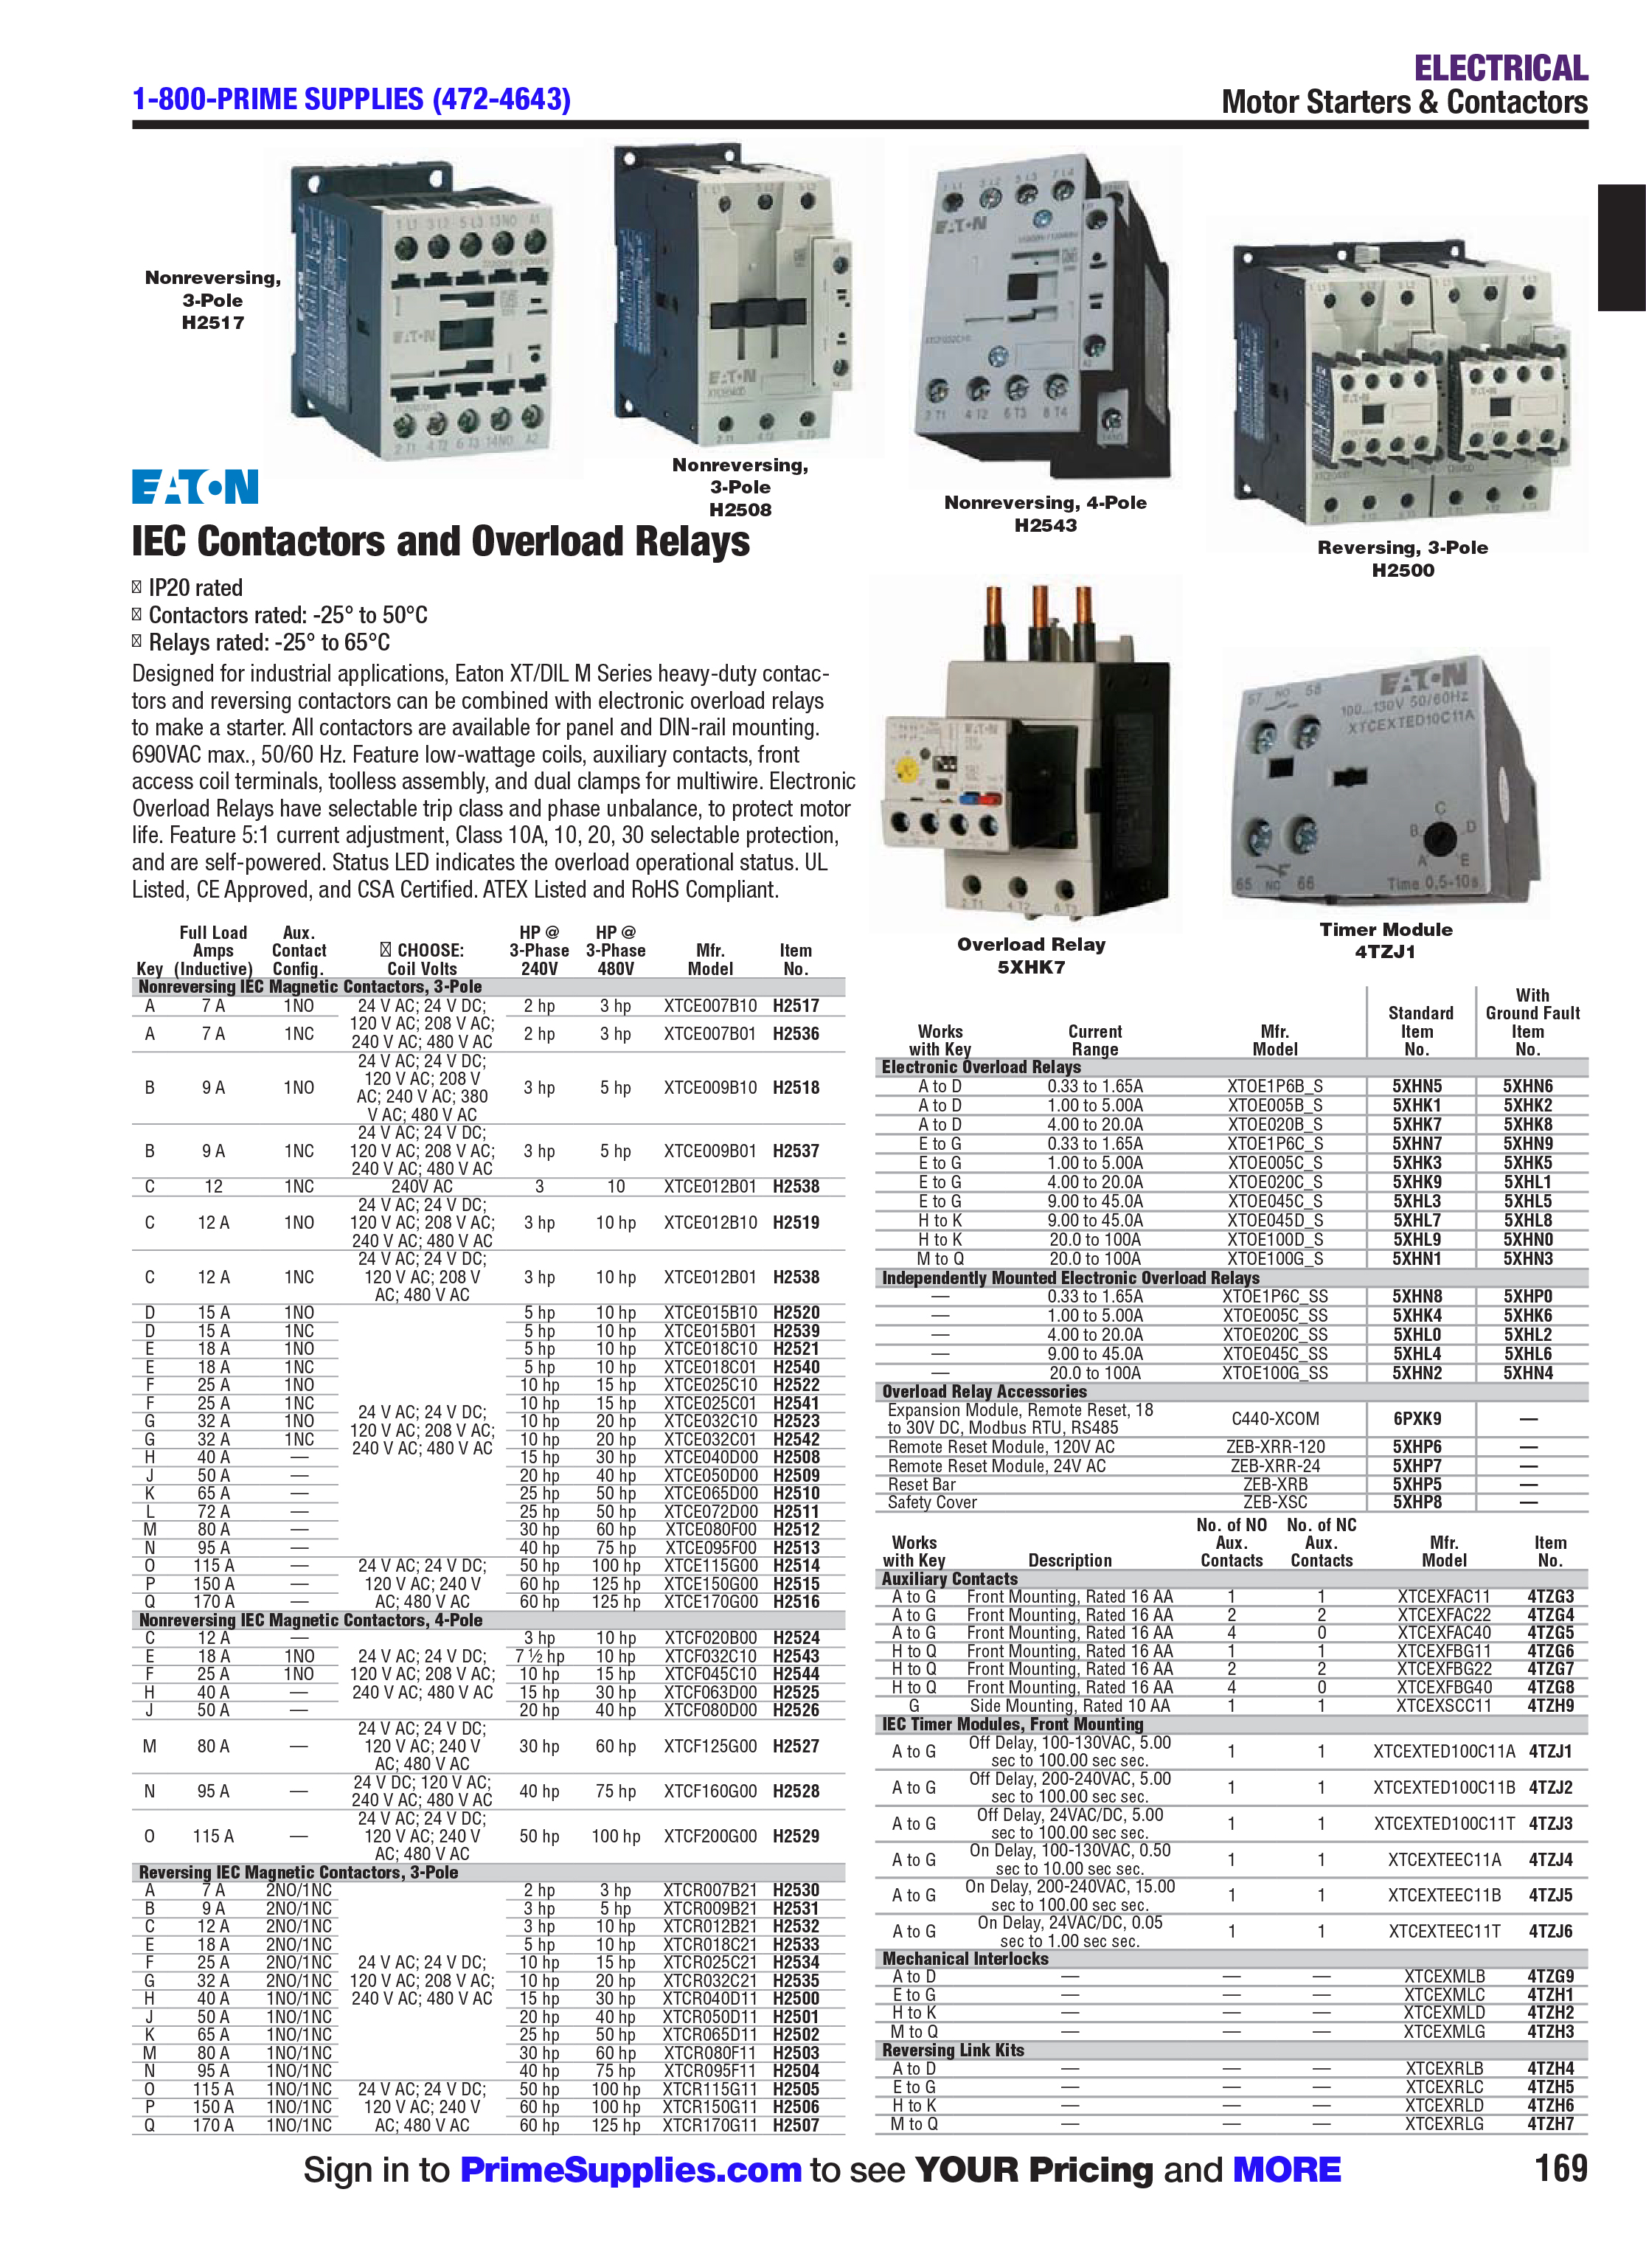 ELECTRICAL
1-800-PRIME SUPPLIES (472-4643)
Motor Starters & Contactors
Nonreversing,
3-Pole
H2517
Nonreversing,
3-Pole
H2508
Nonreversing, 4-Pole
H2543
Reversing, 3-Pole
H2500
EATON
IEC Contactors and Overload Relays
IP20 rated
Contactors rated: -25° to 50°C
Relays rated: -25° to 65°C
Designed for industrial applications, Eaton XT/DIL M Series heavy-duty contac-
tors and reversing contactors can be combined with electronic overload relays
to make a starter. All contactors are available for panel and DIN-rail mounting.
690VAC max., 50/60 Hz. Feature low-wattage coils, auxiliary contacts, front
access coil terminals, toolless assembly, and dual clamps for multiwire. Electronic
Overload Relays have selectable trip class and phase unbalance, to protect motor
life. Feature 5:1 current adjustment, Class 10A, 10, 20, 30 selectable protection,
and are self-powered. Status LED indicates the overload operational status. UL
Listed, CE Approved, and CSA Certified. ATEX Listed and RoHS Compliant.
Overload Relay
5XHK7
EATON
57 NO 58
100...130V 50/60Hz
XTCEXTED10C11A
65 NC 66
Time 0,5-10s
Timer Module
4TZJ1
Full Load Aux. HP @ HP @
Amps Contact CHOOSE: 3-Phase 3-Phase Mfr. Item
Key (Inductive) Config. Coil Volts 240V 480V Model No.
Nonreversing IEC Magnetic Contactors, 3-Pole
A 7 A 1NO 24 V AC; 24 V DC; 2 hp 3 hp XTCE007B10 H2517
120 V AC; 208 V AC;
A 7 A 1NC 240 V AC; 480 V AC 2 hp 3 hp XTCE007B01 H2536
24 V AC; 24 V DC;
120 V AC; 208 V
B 9 A 1NO AC; 240 V AC; 380 3 hp 5 hp XTCE009B10 H2518
V AC; 480 V AC
24 V AC; 24 V DC;
B 9 A 1NC 120 V AC; 208 V AC; 3 hp 5 hp XTCE009B01 H2537
240 V AC; 480 V AC
C 12 1NC 240V AC 3 10 XTCE012B01 H2538
24 V AC; 24 V DC;
C 12 A 1NO 120 V AC; 208 V AC; 3 hp 10 hp XTCE012B10 H2519
240 V AC; 480 V AC
24 V AC; 24 V DC;
C 12 A 1NC 120 V AC; 208 V 3 hp 10 hp XTCE012B01 H2538
AC; 480 V AC
D 15 A 1NO 5 hp 10 hp XTCE015B10 H2520
D 15 A 1NC 5 hp 10 hp XTCE015B01 H2539
E 18 A 1NO 5 hp 10 hp XTCE018C10 H2521
E 18 A 1NC 5 hp 10 hp XTCE018C01 H2540
F 25 A 1NO 10 hp 15 hp XTCE025C10 H2522
F 25 A 1NC 24 V AC; 24 V DC; 10 hp 15 hp XTCE025C01 H2541
G 32 A 1NO 120 V AC; 208 V AC; 10 hp 20 hp XTCE032C10 H2523
G 32 A 1NC 240 V AC; 480 V AC 10 hp 20 hp XTCE032C01 H2542
H 40 A — 15 hp 30 hp XTCE040D00 H2508
J 50 A — 20 hp 40 hp XTCE050D00 H2509
K 65 A — 25 hp 50 hp XTCE065D00 H2510
L 72 A — 25 hp 50 hp XTCE072D00 H2511
M 80 A — 30 hp 60 hp XTCE080F00 H2512
N 95 A — 40 hp 75 hp XTCE095F00 H2513
O 115 A — 24 V AC; 24 V DC; 50 hp 100 hp XTCE115G00 H2514
P 150 A — 120 V AC; 240 V 60 hp 125 hp XTCE150G00 H2515
Q 170 A — AC; 480 V AC 60 hp 125 hp XTCE170G00 H2516
Nonreversing IEC Magnetic Contactors, 4-Pole
C 12 A — 3 hp 10 hp XTCF020B00 H2524
E 18 A 1NO 24 V AC; 24 V DC; 7 ½ hp 10 hp XTCF032C10 H2543
F 25 A 1NO 120 V AC; 208 V AC; 10 hp 15 hp XTCF045C10 H2544
H 40 A — 240 V AC; 480 V AC 15 hp 30 hp XTCF063D00 H2525
J 50 A — 20 hp 40 hp XTCF080D00 H2526
24 V AC; 24 V DC;
M 80 A — 120 V AC; 240 V 30 hp 60 hp XTCF125G00 H2527
AC; 480 V AC
24 V DC; 120 V AC;
N 95 A — 240 V AC; 480 V AC 40 hp 75 hp XTCF160G00 H2528
24 V AC; 24 V DC;
O 115 A — 120 V AC; 240 V 50 hp 100 hp XTCF200G00 H2529
AC; 480 V AC
Reversing IEC Magnetic Contactors, 3-Pole
A 7 A 2NO/1NC 2 hp 3 hp XTCR007B21 H2530
B 9 A 2NO/1NC 3 hp 5 hp XTCR009B21 H2531
C 12 A 2NO/1NC 3 hp 10 hp XTCR012B21 H2532
E 18 A 2NO/1NC 5 hp 10 hp XTCR018C21 H2533
F 25 A 2NO/1NC 24 V AC; 24 V DC; 10 hp 15 hp XTCR025C21 H2534
G 32 A 2NO/1NC 120 V AC; 208 V AC; 10 hp 20 hp XTCR032C21 H2535
H 40 A 1NO/1NC 240 V AC; 480 V AC 15 hp 30 hp XTCR040D11 H2500
J 50 A 1NO/1NC 20 hp 40 hp XTCR050D11 H2501
K 65 A 1NO/1NC 25 hp 50 hp XTCR065D11 H2502
M 80 A 1NO/1NC 30 hp 60 hp XTCR080F11 H2503
N 95 A 1NO/1NC 40 hp 75 hp XTCR095F11 H2504
O 115 A 1NO/1NC 24 V AC; 24 V DC; 50 hp 100 hp XTCR115G11 H2505
P 150 A 1NO/1NC 120 V AC; 240 V 60 hp 100 hp XTCR150G11 H2506
Q 170 A 1NO/1NC AC; 480 V AC 60 hp 125 hp XTCR170G11 H2507
With
Standard Ground Fault
Works Current Mfr. Item Item
with Key Range Model No. No.
Electronic Overload Relays
A to D 0.33 to 1.65A XTOE1P6B_S 5XHN5 5XHN6
A to D 1.00 to 5.00A XTOE005B_S 5XHK1 5XHK2
A to D 4.00 to 20.0A XTOE020B_S 5XHK7 5XHK8
E to G 0.33 to 1.65A XTOE1P6C_S 5XHN7 5XHN9
E to G 1.00 to 5.00A XTOE005C_S 5XHK3 5XHK5
E to G 4.00 to 20.0A XTOE020C_S 5XHK9 5XHL1
E to G 9.00 to 45.0A XTOE045C_S 5XHL3 5XHL5
H to K 9.00 to 45.0A XTOE045D_S 5XHL7 5XHL8
H to K 20.0 to 100A XTOE100D_S 5XHL9 5XHN0
M to Q 20.0 to 100A XTOE100G_S 5XHN1 5XHN3
Independently Mounted Electronic Overload Relays
— 0.33 to 1.65A XTOE1P6C_SS 5XHN8 5XHP0
— 1.00 to 5.00A XTOE005C_SS 5XHK4 5XHK6
— 4.00 to 20.0A XTOE020C_SS 5XHL0 5XHL2
— 9.00 to 45.0A XTOE045C_SS 5XHL4 5XHL6
— 20.0 to 100A XTOE100G_SS 5XHN2 5XHN4
Overload Relay Accessories
Expansion Module, Remote Reset, 18
to 30V DC, Modbus RTU, RS485 C440-XCOM 6PXK9 —
Remote Reset Module, 120V AC ZEB-XRR-120 5XHP6 —
Remote Reset Module, 24V AC ZEB-XRR-24 5XHP7 —
Reset Bar ZEB-XRB 5XHP5 —
Safety Cover ZEB-XSC 5XHP8 —
No. of NO No. of NC
Works Aux. Aux. Mfr. Item
with Key Description Contacts Contacts Model No.
Auxiliary Contacts
A to G Front Mounting, Rated 16 AA 1 1 XTCEXFAC11 4TZG3
A to G Front Mounting, Rated 16 AA 2 2 XTCEXFAC22 4TZG4
A to G Front Mounting, Rated 16 AA 4 0 XTCEXFAC40 4TZG5
H to Q Front Mounting, Rated 16 AA 1 1 XTCEXFBG11 4TZG6
H to Q Front Mounting, Rated 16 AA 2 2 XTCEXFBG22 4TZG7
H to Q Front Mounting, Rated 16 AA 4 0 XTCEXFBG40 4TZG8
G Side Mounting, Rated 10 AA 1 1 XTCEXSCC11 4TZH9
IEC Timer Modules, Front Mounting
A to G Off Delay, 100-130VAC, 5.00 1 1 XTCEXTED100C11A 4TZJ1
sec to 100.00 sec sec.
A to G Off Delay, 200-240VAC, 5.00 1 1 XTCEXTED100C11B 4TZJ2
sec to 100.00 sec sec.
A to G Off Delay, 24VAC/DC, 5.00 1 1 XTCEXTED100C11T 4TZJ3
sec to 100.00 sec sec.
A to G On Delay, 100-130VAC, 0.50 1 1 XTCEXTEEC11A 4TZJ4
sec to 10.00 sec sec.
A to G On Delay, 200-240VAC, 15.00 1 1 XTCEXTEEC11B 4TZJ5
sec to 100.00 sec sec.
A to G On Delay, 24VAC/DC, 0.05 1 1 XTCEXTEEC11T 4TZJ6
sec to 1.00 sec sec.
Mechanical Interlocks
A to D — — — XTCEXMLB 4TZG9
E to G — — — XTCEXMLC 4TZH1
H to K — — — XTCEXMLD 4TZH2
M to Q — — — XTCEXMLG 4TZH3
Reversing Link Kits
A to D — — — XTCEXRLB 4TZH4
E to G — — — XTCEXRLC 4TZH5
H to K — — — XTCEXRLD 4TZH6
M to Q — — — XTCEXRLG 4TZH7
Sign in to PrimeSupplies.com to see YOUR Pricing and MORE
169